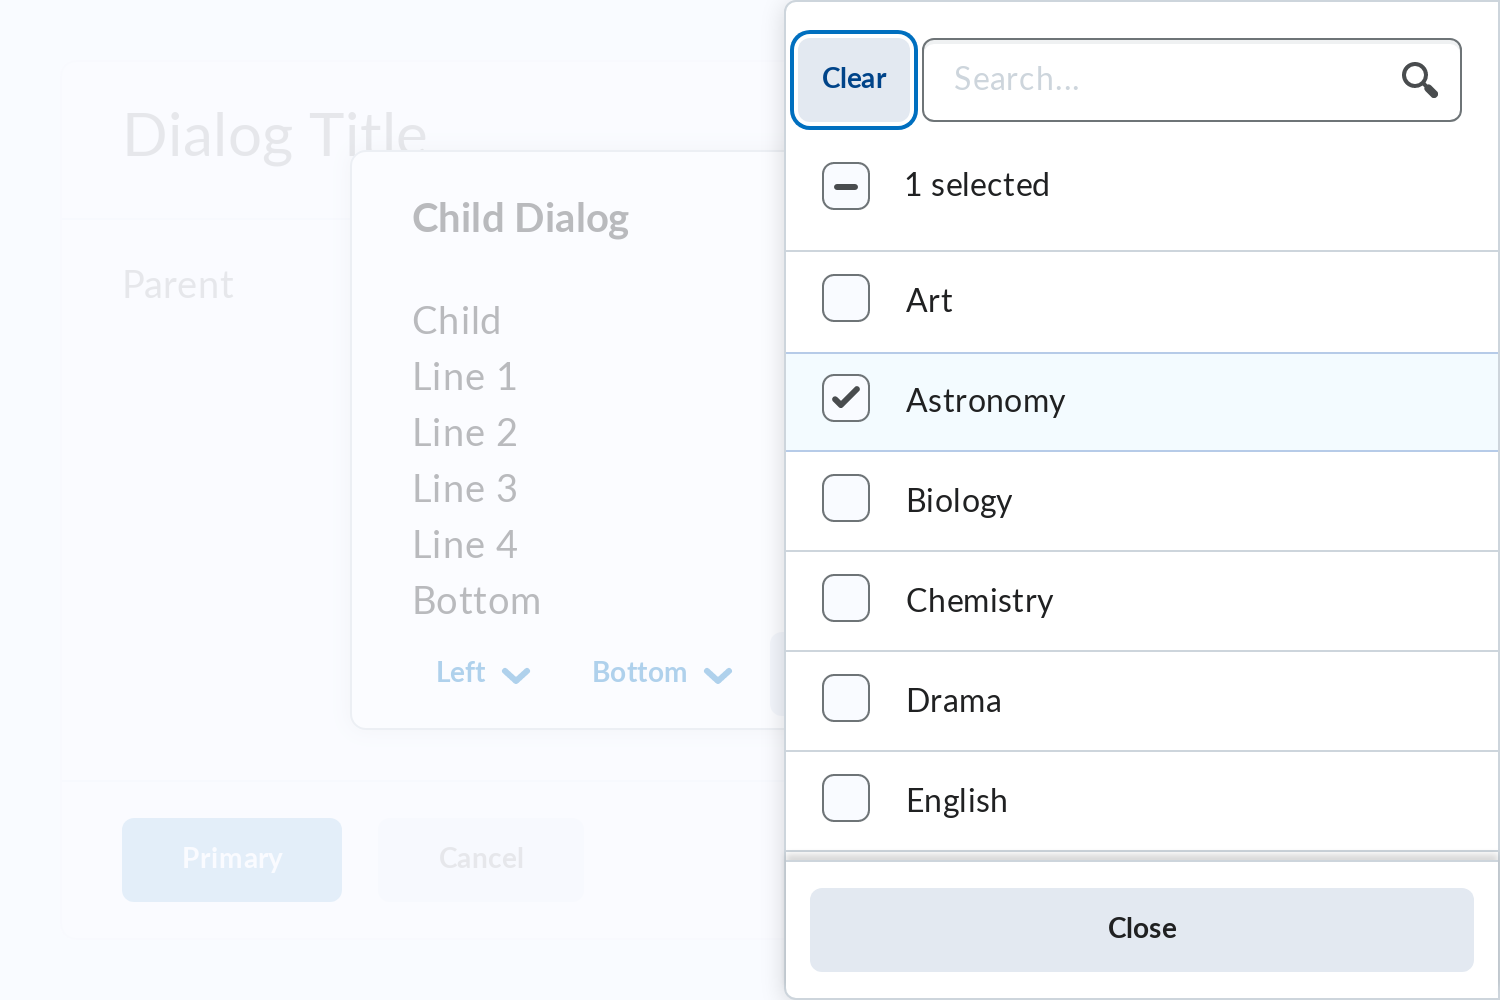 Dialog Title
Parent
Child Dialog
Child
Line 1
Line 2
Line 3
Line 4
Bottom
Left
Bottom
Primary
Cancel
Clear
Search...
1 selected
Art
Astronomy
Biology
Chemistry
Drama
English
Close